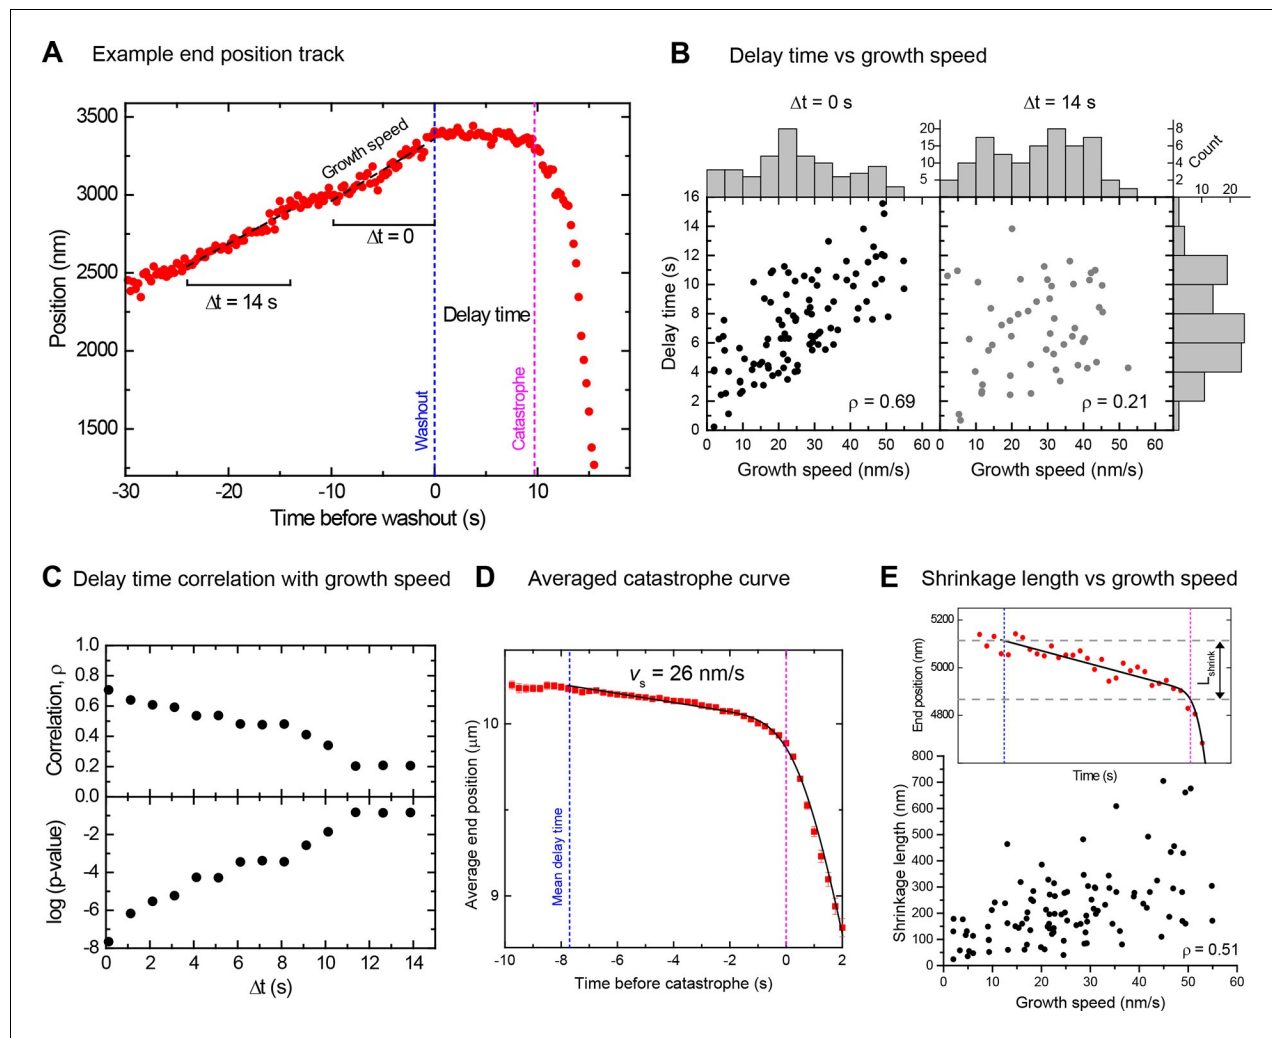 A Example end position track
3500
3000
2500
2000
1500
Position (nm)
Growth speed
Δt = 0
Δt = 14 s
Delay time
Washout
Catastrophe
-30 -20 -10 0 10
Time before washout (s)
B Delay time vs growth speed
Δt = 0 s Δt = 14 s
20
15
10
5
8
6
4
2
Count
10 20
16
14
12
10
8
6
4
2
0
Delay time (s)
ρ = 0.69
ρ = 0.21
0 10 20 30 40 50 60 0 10 20 30 40 50 60
Growth speed (nm/s) Growth speed (nm/s)
C Delay time correlation with growth speed
1.0
0.8
0.6
0.4
0.2
0.0
Correlation, ρ
-2
-4
-6
-8
log (p-value)
0 2 4 6 8 10 12 14
Δt (s)
D Averaged catastrophe curve
vs = 26 nm/s
10
9
Average end position (μm)
Mean delay time
-10 -8 -6 -4 -2 0 2
Time before catastrophe (s)
E Shrinkage length vs growth speed
5200
5000
4800
End position (nm)
Lshrink
Time (s)
800
700
600
500
400
300
200
100
0
Shrinkage length (nm)
ρ = 0.51
0 10 20 30 40 50 60
Growth speed (nm/s)